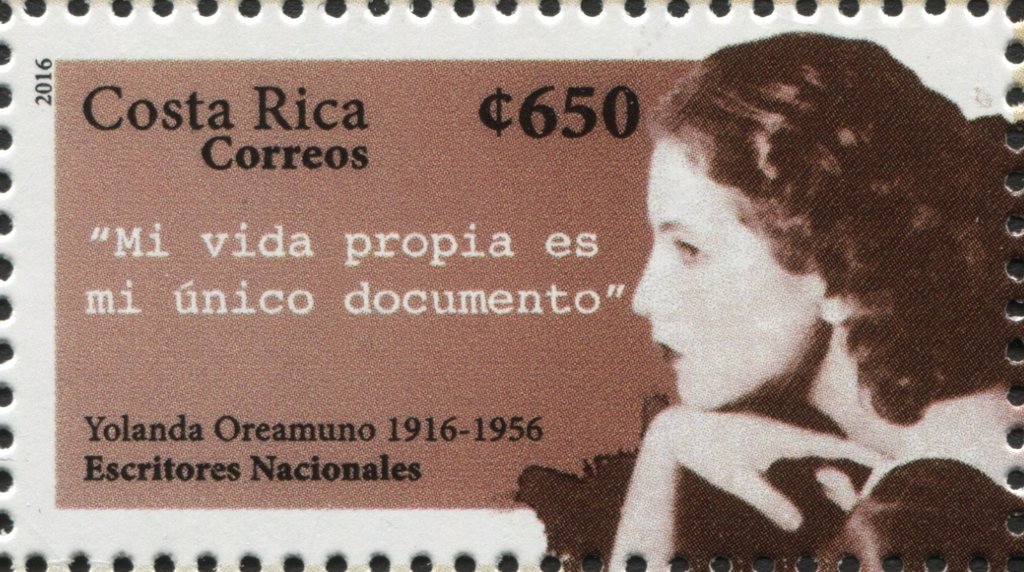 2016
Costa Rica
Correos
¢650
“Mi vida propia es
mi único documento”
Yolanda Oreamuno 1916-1956
Escritores Nacionales